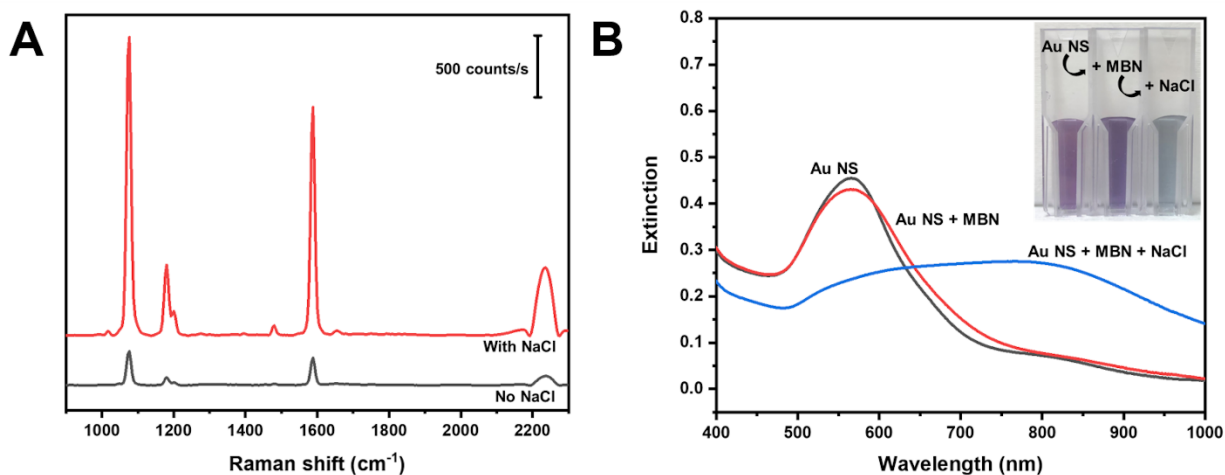 A
500 counts/s
With NaCl
No NaCl
1000 1200 1400 1600 1800 2000 2200
Raman shift (cm⁻¹)
B
0.8
0.7
0.6
0.5
0.4
0.3
0.2
0.1
0.0
Extinction
Au NS
+ MBN
+ NaCl
Au NS
Au NS + MBN
Au NS + MBN + NaCl
400 500 600 700 800 900 1000
Wavelength (nm)